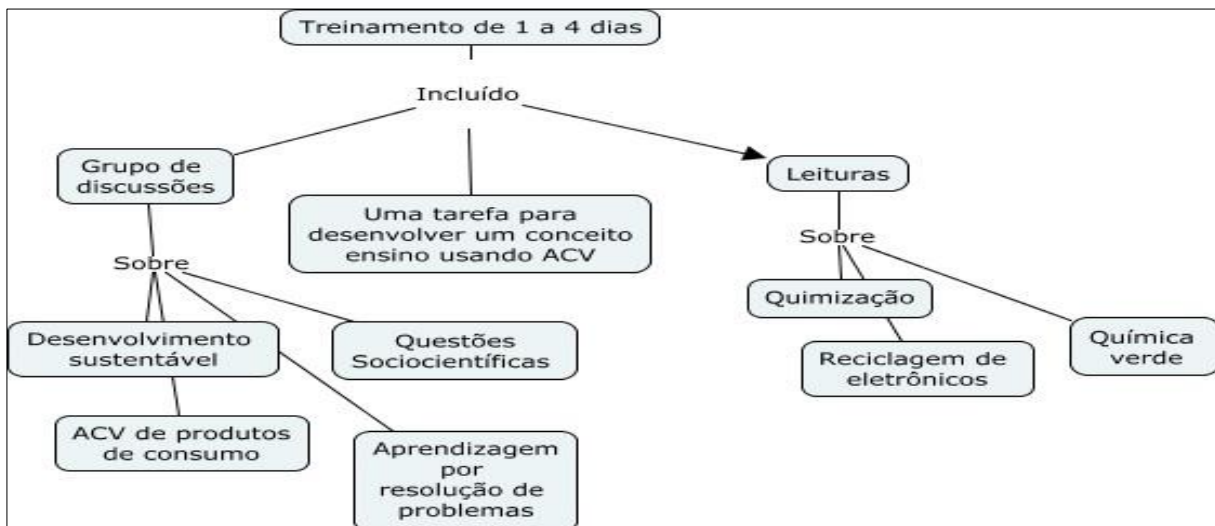 Treinamento de 1 a 4 dias
Incluído
Grupo de
discussões
Uma tarefa para
desenvolver um conceito
ensino usando ACV
Leituras
Sobre
Sobre
Desenvolvimento
sustentável
Questões
Sociocientíficas
ACV de produtos
de consumo
Aprendizagem
por
resolução de
problemas
Quimização
Reciclagem de
eletrônicos
Química
verde